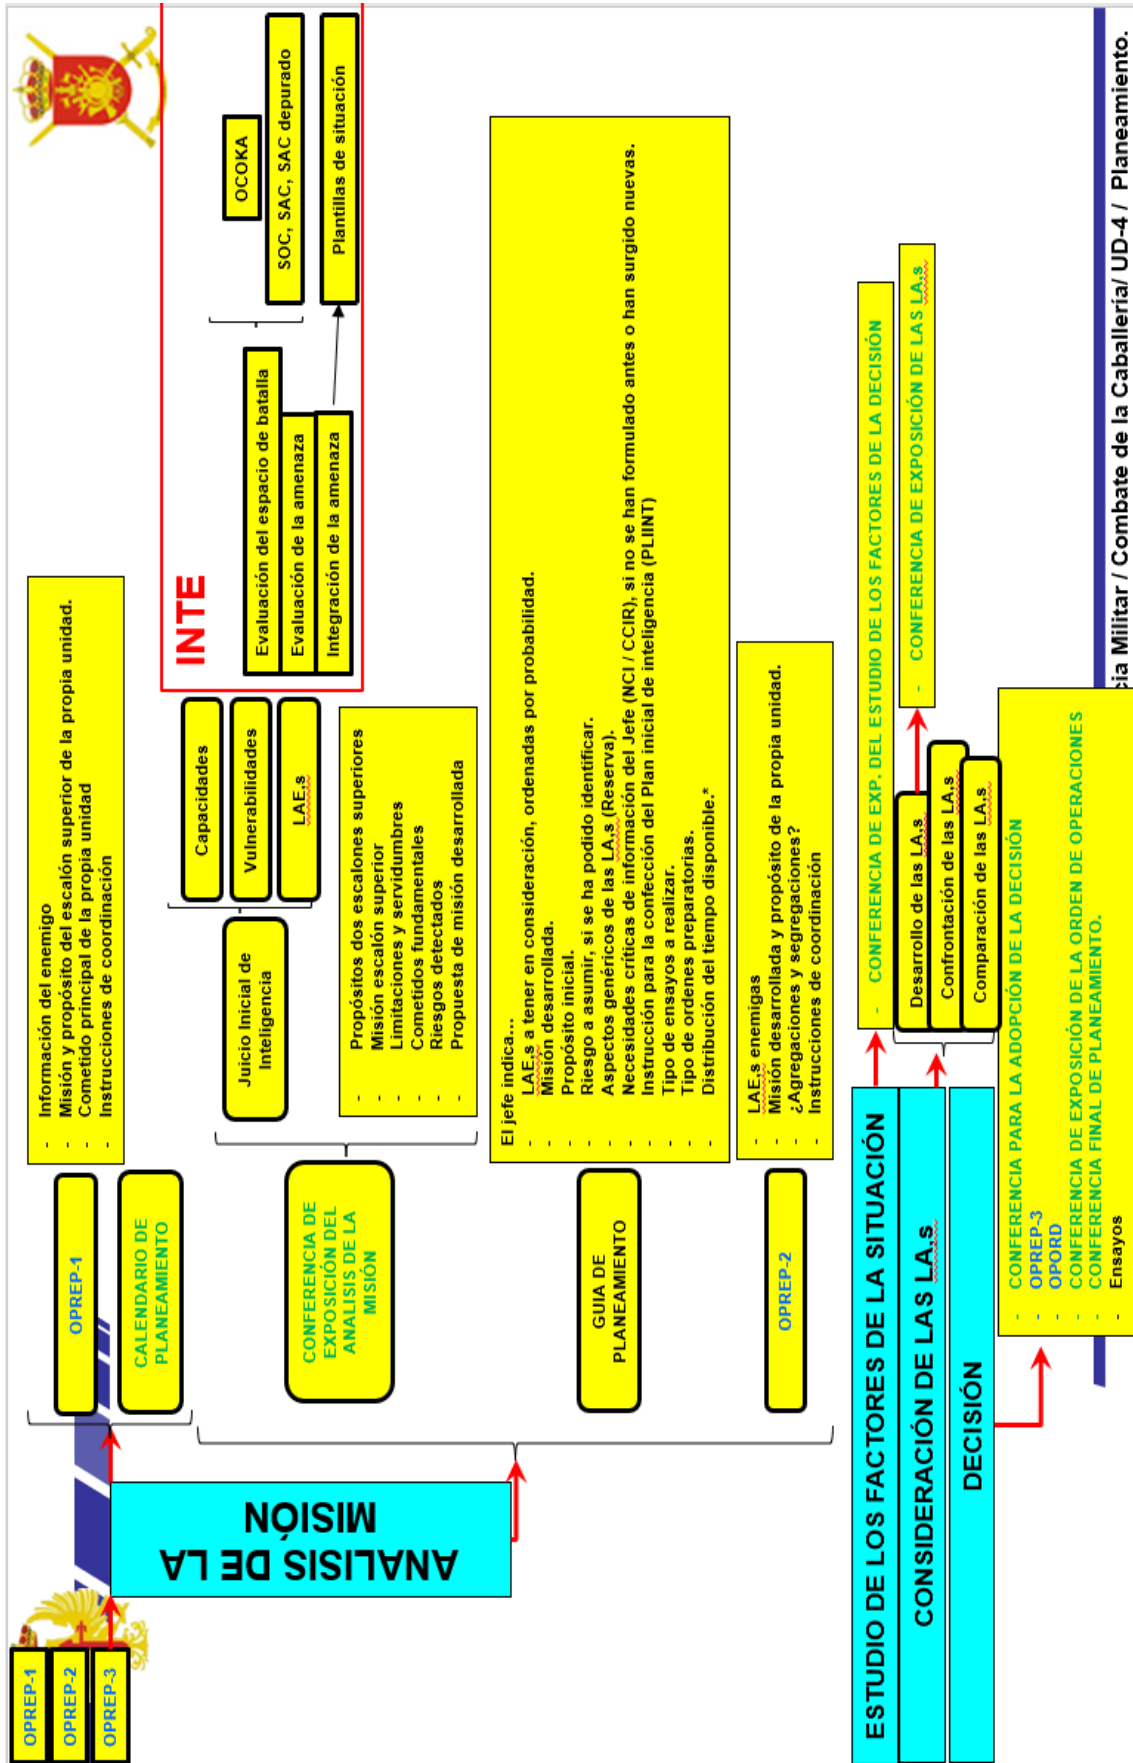 OPREP-1
OPREP-2
OPREP-3
ANALISIS DE LA
MISIÓN
OPREP-1
- Información del enemigo
- Misión y propósito del escalón superior de la propia unidad.
- Cometido principal de la propia unidad
- Instrucciones de coordinación
CALENDARIO DE
PLANEAMIENTO
CONFERENCIA DE
EXPOSICIÓN DEL
ANALISIS DE LA
MISIÓN
Juicio Inicial de
Inteligencia
Capacidades
Vulnerabilidades
LAE,s
INTE
Evaluación del espacio de batalla
Evaluación de la amenaza
Integración de la amenaza
OCOKA
SOC, SAC, SAC depurado
Plantillas de situación
- Propósitos dos escalones superiores
- Misión escalón superior
- Limitaciones y servidumbres
- Cometidos fundamentales
- Riesgos detectados
- Propuesta de misión desarrollada
GUIA DE
PLANEAMIENTO
El jefe indica...
- LAE,s a tener en consideración, ordenadas por probabilidad.
- Misión desarrollada.
- Propósito inicial.
- Riesgo a asumir, si se ha podido identificar.
- Aspectos genéricos de las LA,s (Reserva).
- Necesidades críticas de información del Jefe (NCI / CCIR), si no se han formulado antes o han surgido nuevas.
- Instrucción para la confección del Plan inicial de inteligencia (PLIINT)
- Tipo de ensayos a realizar.
- Tipo de ordenes preparatorias.
- Distribución del tiempo disponible.*
OPREP-2
- LAE,s enemigas
- Misión desarrollada y propósito de la propia unidad.
- ¿Agregaciones y segregaciones?
- Instrucciones de coordinación
ESTUDIO DE LOS FACTORES DE LA SITUACIÓN
- CONFERENCIA DE EXP. DEL ESTUDIO DE LOS FACTORES DE LA DECISIÓN
CONSIDERACIÓN DE LAS LA,s
Desarrollo de las LA,s
Confrontación de las LA,s
Comparación de las LA,s
- CONFERENCIA DE EXPOSICIÓN DE LAS LA,s
DECISIÓN
- CONFERENCIA PARA LA ADOPCIÓN DE LA DECISIÓN
- OPREP-3
- OPORD
- CONFERENCIA DE EXPOSICIÓN DE LA ORDEN DE OPERACIONES
- CONFERENCIA FINAL DE PLANEAMIENTO.
- Ensayos
cia Militar / Combate de la Caballería/ UD-4 / Planeamiento.